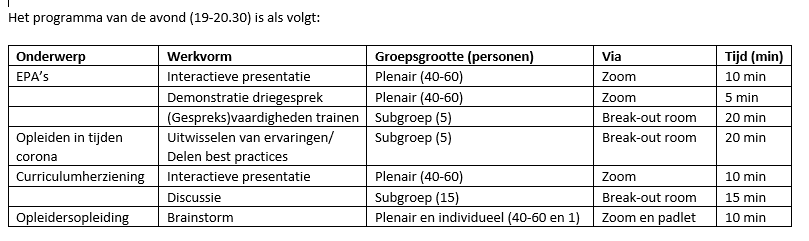 Het programma van de avond (19-20.30) is als volgt:
Onderwerp Werkvorm Groepsgrootte (personen) Via Tijd (min)
EPA's Interactieve presentatie Plenair (40-60) Zoom 10 min
Demonstratie driegesprek Plenair (40-60) Zoom 5 min
(Gespreks)vaardigheden trainen Subgroep (5) Break-out room 20 min
Opleiden in tijden Uitwisselen van ervaringen/ Subgroep (5) Break-out room 20 min
corona Delen best practices
Curriculumherziening Interactieve presentatie Plenair (40-60) Zoom 10 min
Discussie Subgroep (15) Break-out room 15 min
Opleidersopleiding Brainstorm Plenair en individueel (40-60 en 1) Zoom en padlet 10 min